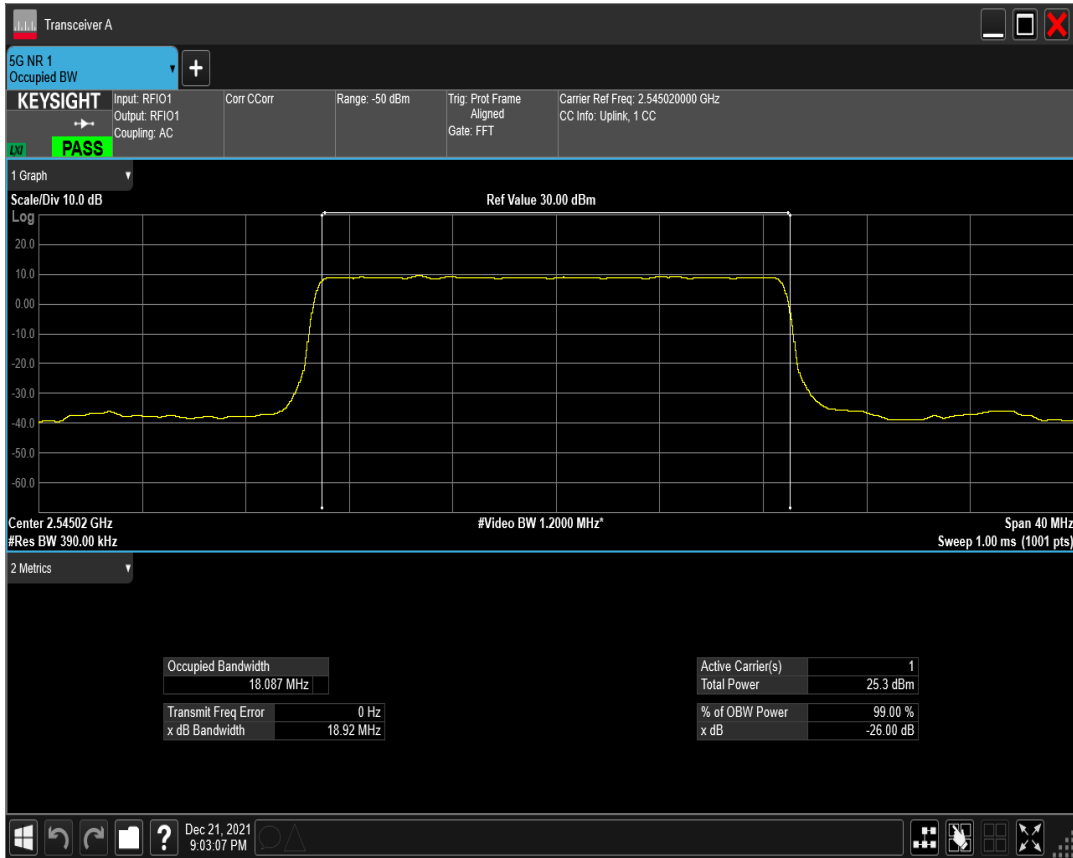 Transceiver A
5G NR 1
Occupied BW
KEYSIGHT
LXI
PASS
Input: RFIO1
Output: RFIO1
Coupling: AC
Corr CCorr
Range: -50 dBm
Trig: Prot Frame
Aligned
Gate: FFT
Carrier Ref Freq: 2.545020000 GHz
CC Info: Uplink, 1 CC
1 Graph
Scale/Div 10.0 dB
Ref Value 30.00 dBm
Log
20.0
10.0
0.00
-10.0
-20.0
-30.0
-40.0
-50.0
-60.0
Center 2.54502 GHz
#Video BW 1.2000 MHz*
Span 40 MHz
#Res BW 390.00 kHz
Sweep 1.00 ms (1001 pts)
2 Metrics
Occupied Bandwidth
18.087 MHz
Transmit Freq Error 0 Hz
x dB Bandwidth 18.92 MHz
Active Carrier(s) 1
Total Power 25.3 dBm
% of OBW Power 99.00 %
x dB -26.00 dB
?
Dec 21, 2021
9:03:07 PM